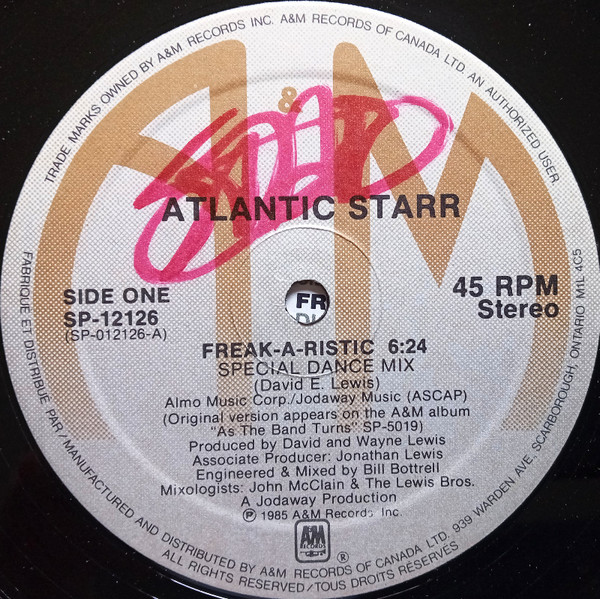 TRADE MARKS OWNED BY A&M RECORDS INC. A&M RECORDS OF CANADA LTD. AN AUTHORIZED USER
&
ATLANTIC STARR
SIDE ONE
SP-12126
(SP-012126-A)
45 RPM
Stereo
FR
FREAK-A-RISTIC 6:24
SPECIAL DANCE MIX
(David E. Lewis)
Almo Music Corp./Jodaway Music (ASCAP)
(Original version appears on the A&M album
"As The Band Turns" SP-5019)
Produced by David and Wayne Lewis
Associate Producer: Jonathan Lewis
Engineered & Mixed by Bill Bottrell
Mixologists: John McClain & The Lewis Bros.
A Jodaway Production
℗ 1985 A&M Records Inc.
A&M
RECORDS
®
FABRIQUÉ ET DISTRIBUÉ PAR/MANUFACTURED AND DISTRIBUTED BY A&M RECORDS OF CANADA LTD. 939 WARDEN AVE, SCARBOROUGH, ONTARIO M1L 4C5
ALL RIGHTS RESERVED/TOUS DROITS RESERVÉS